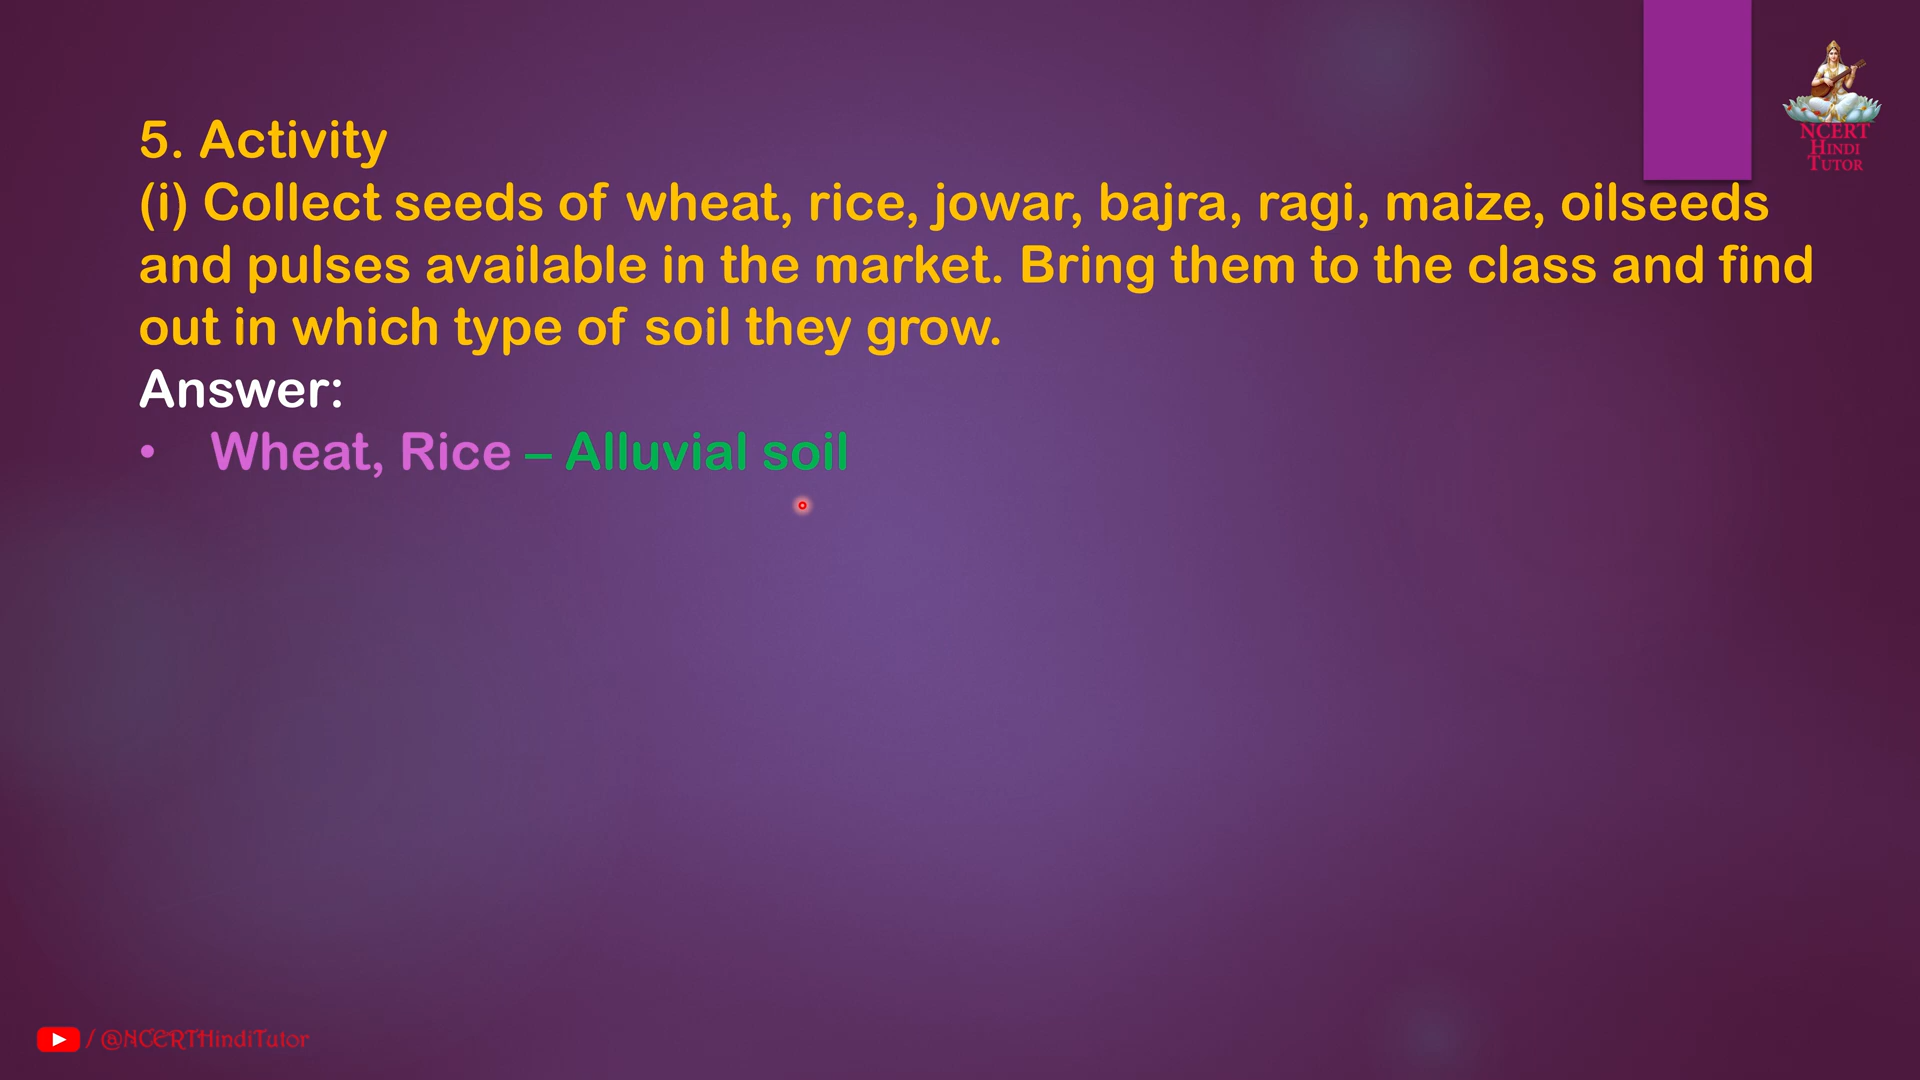 NCERT
HINDI
TUTOR
5. Activity
(i) Collect seeds of wheat, rice, jowar, bajra, ragi, maize, oilseeds
and pulses available in the market. Bring them to the class and find
out in which type of soil they grow.
Answer:
• Wheat, Rice – Alluvial soil
/ @NCERTHindiTutor